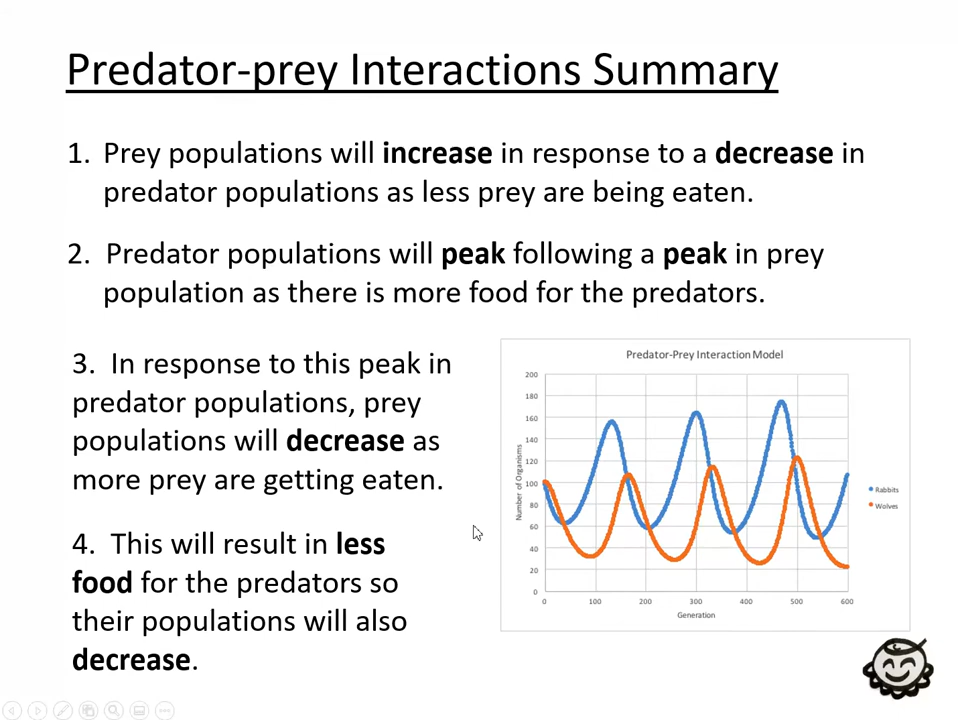 Predator-prey Interactions Summary
1. Prey populations will increase in response to a decrease in
predator populations as less prey are being eaten.
2. Predator populations will peak following a peak in prey
population as there is more food for the predators.
3. In response to this peak in
predator populations, prey
populations will decrease as
more prey are getting eaten.
4. This will result in less
food for the predators so
their populations will also
decrease.
Predator-Prey Interaction Model
Number of Organisms
200
180
160
140
120
100
80
60
40
20
0
0 100 200 300 400 500 600
Generation
Rabbits
Wolves